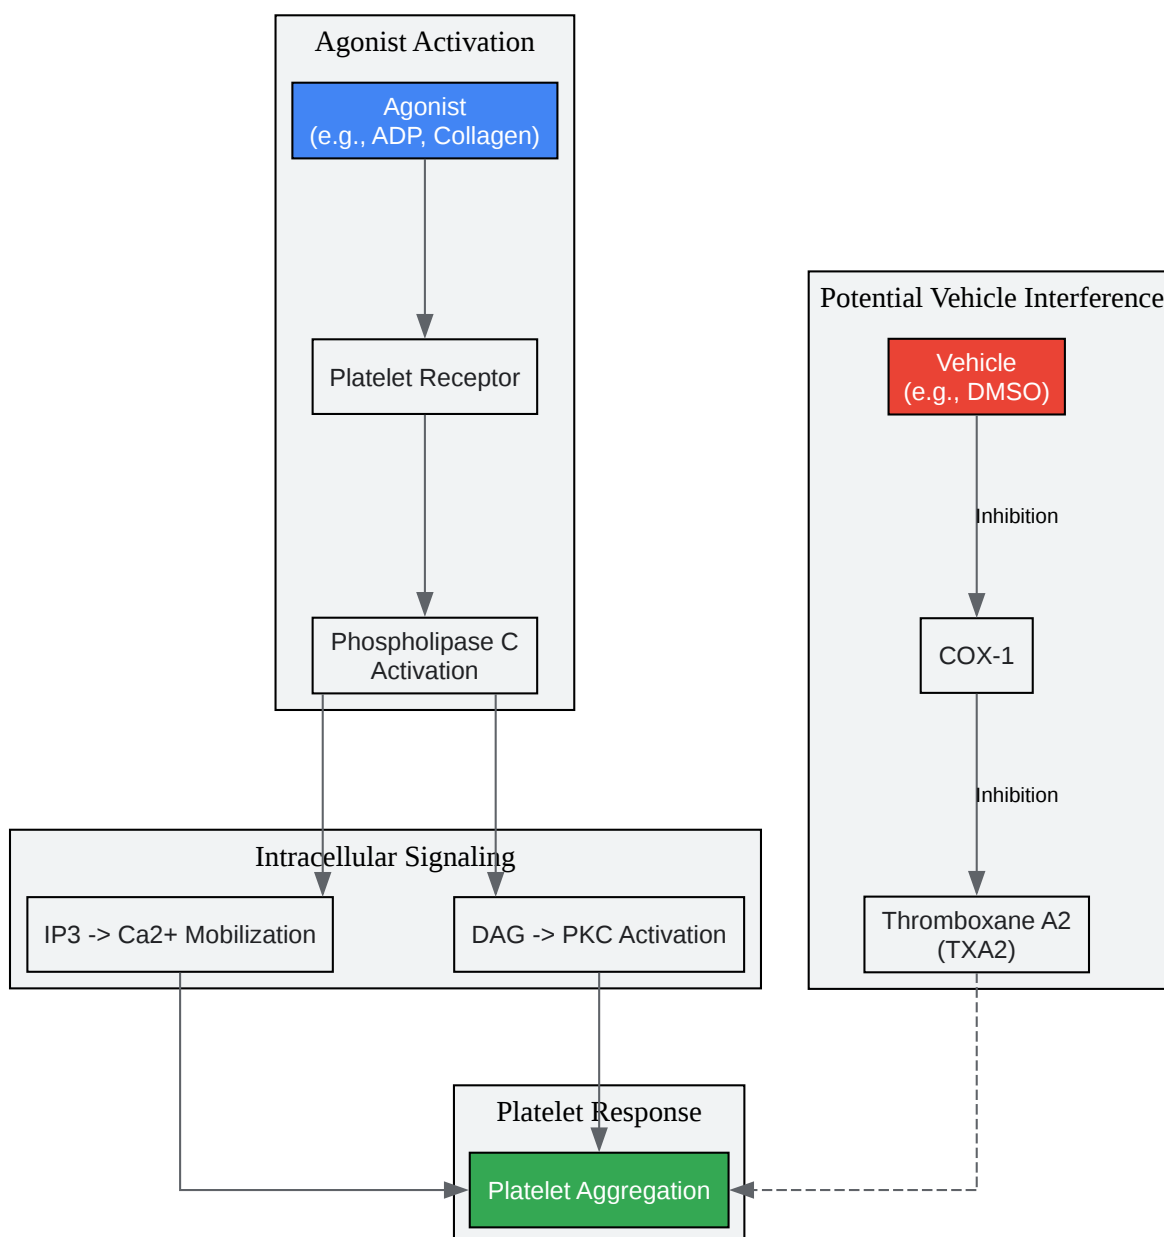 Agonist Activation
Agonist
(e.g., ADP, Collagen)
Platelet Receptor
Phospholipase C
Activation
Potential Vehicle Interference
Vehicle
(e.g., DMSO)
Inhibition
COX-1
Inhibition
Thromboxane A2
(TXA2)
Intracellular Signaling
IP3 -> Ca2+ Mobilization
DAG -> PKC Activation
Platelet Response
Platelet Aggregation